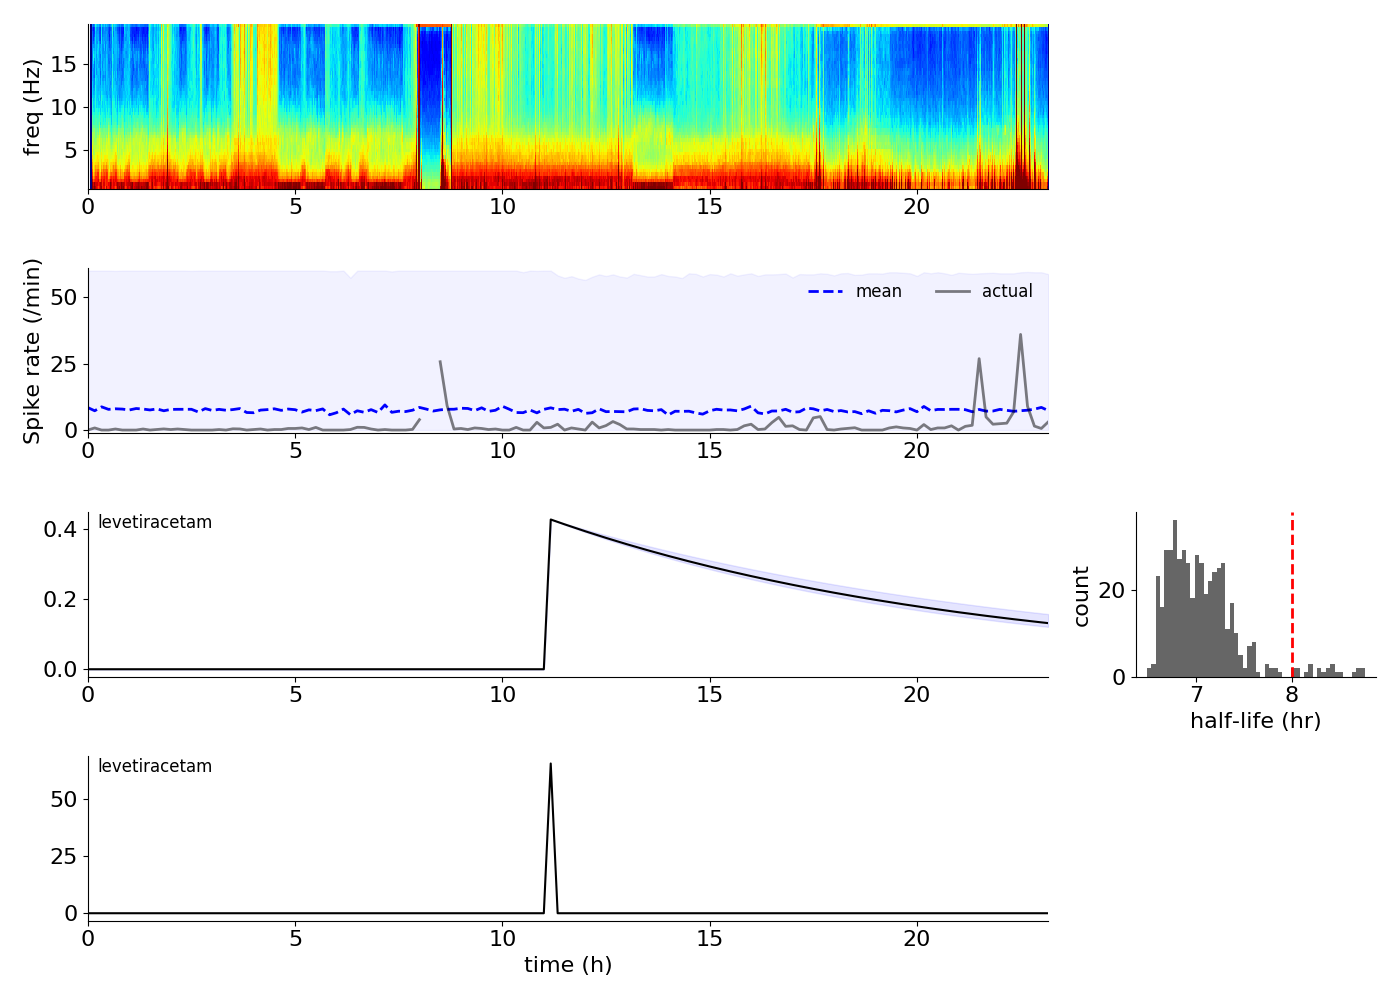 freq (Hz)
15
10
5
0 5 10 15 20
Spike rate (/min)
50
25
0
mean actual
0 5 10 15 20
levetiracetam
0.4
0.2
0.0
0 5 10 15 20
count
20
0
7 8
half-life (hr)
levetiracetam
50
25
0
0 5 10 15 20
time (h)